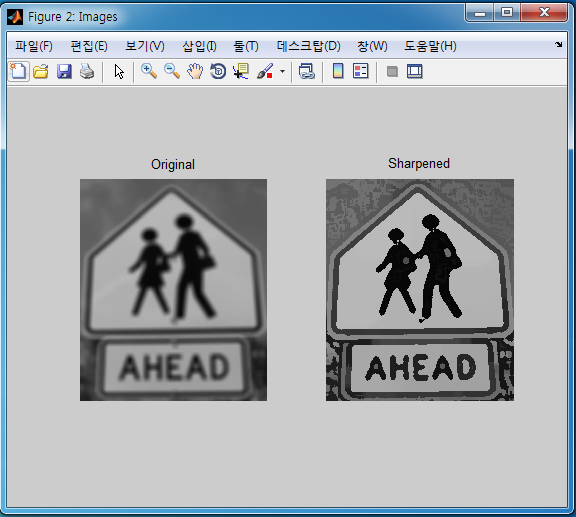 Figure 2: Images
파일(F) 편집(E) 보기(V) 삽입(I) 툴(T) 데스크탑(D) 창(W) 도움말(H)
Original Sharpened
AHEAD AHEAD